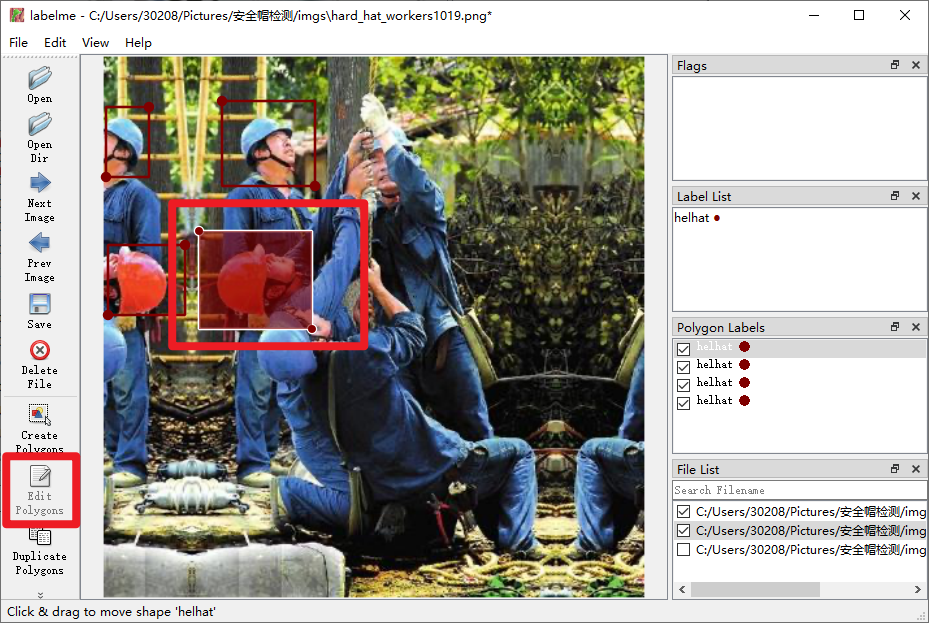 labelme - C:/Users/30208/Pictures/安全帽检测/imgs\hard_hat_workers1019.png*
File Edit View Help
Open
Open
Dir
Next
Image
Prev
Image
Save
Delete
File
Create
Polygons
Edit
Polygons
Duplicate
Polygons
Flags
Label List
helhat
Polygon Labels
helhat
helhat
helhat
helhat
File List
Search Filename
C:/Users/30208/Pictures/安全帽检测/img
C:/Users/30208/Pictures/安全帽检测/img
C:/Users/30208/Pictures/安全帽检测/img
Click & drag to move shape 'helhat'